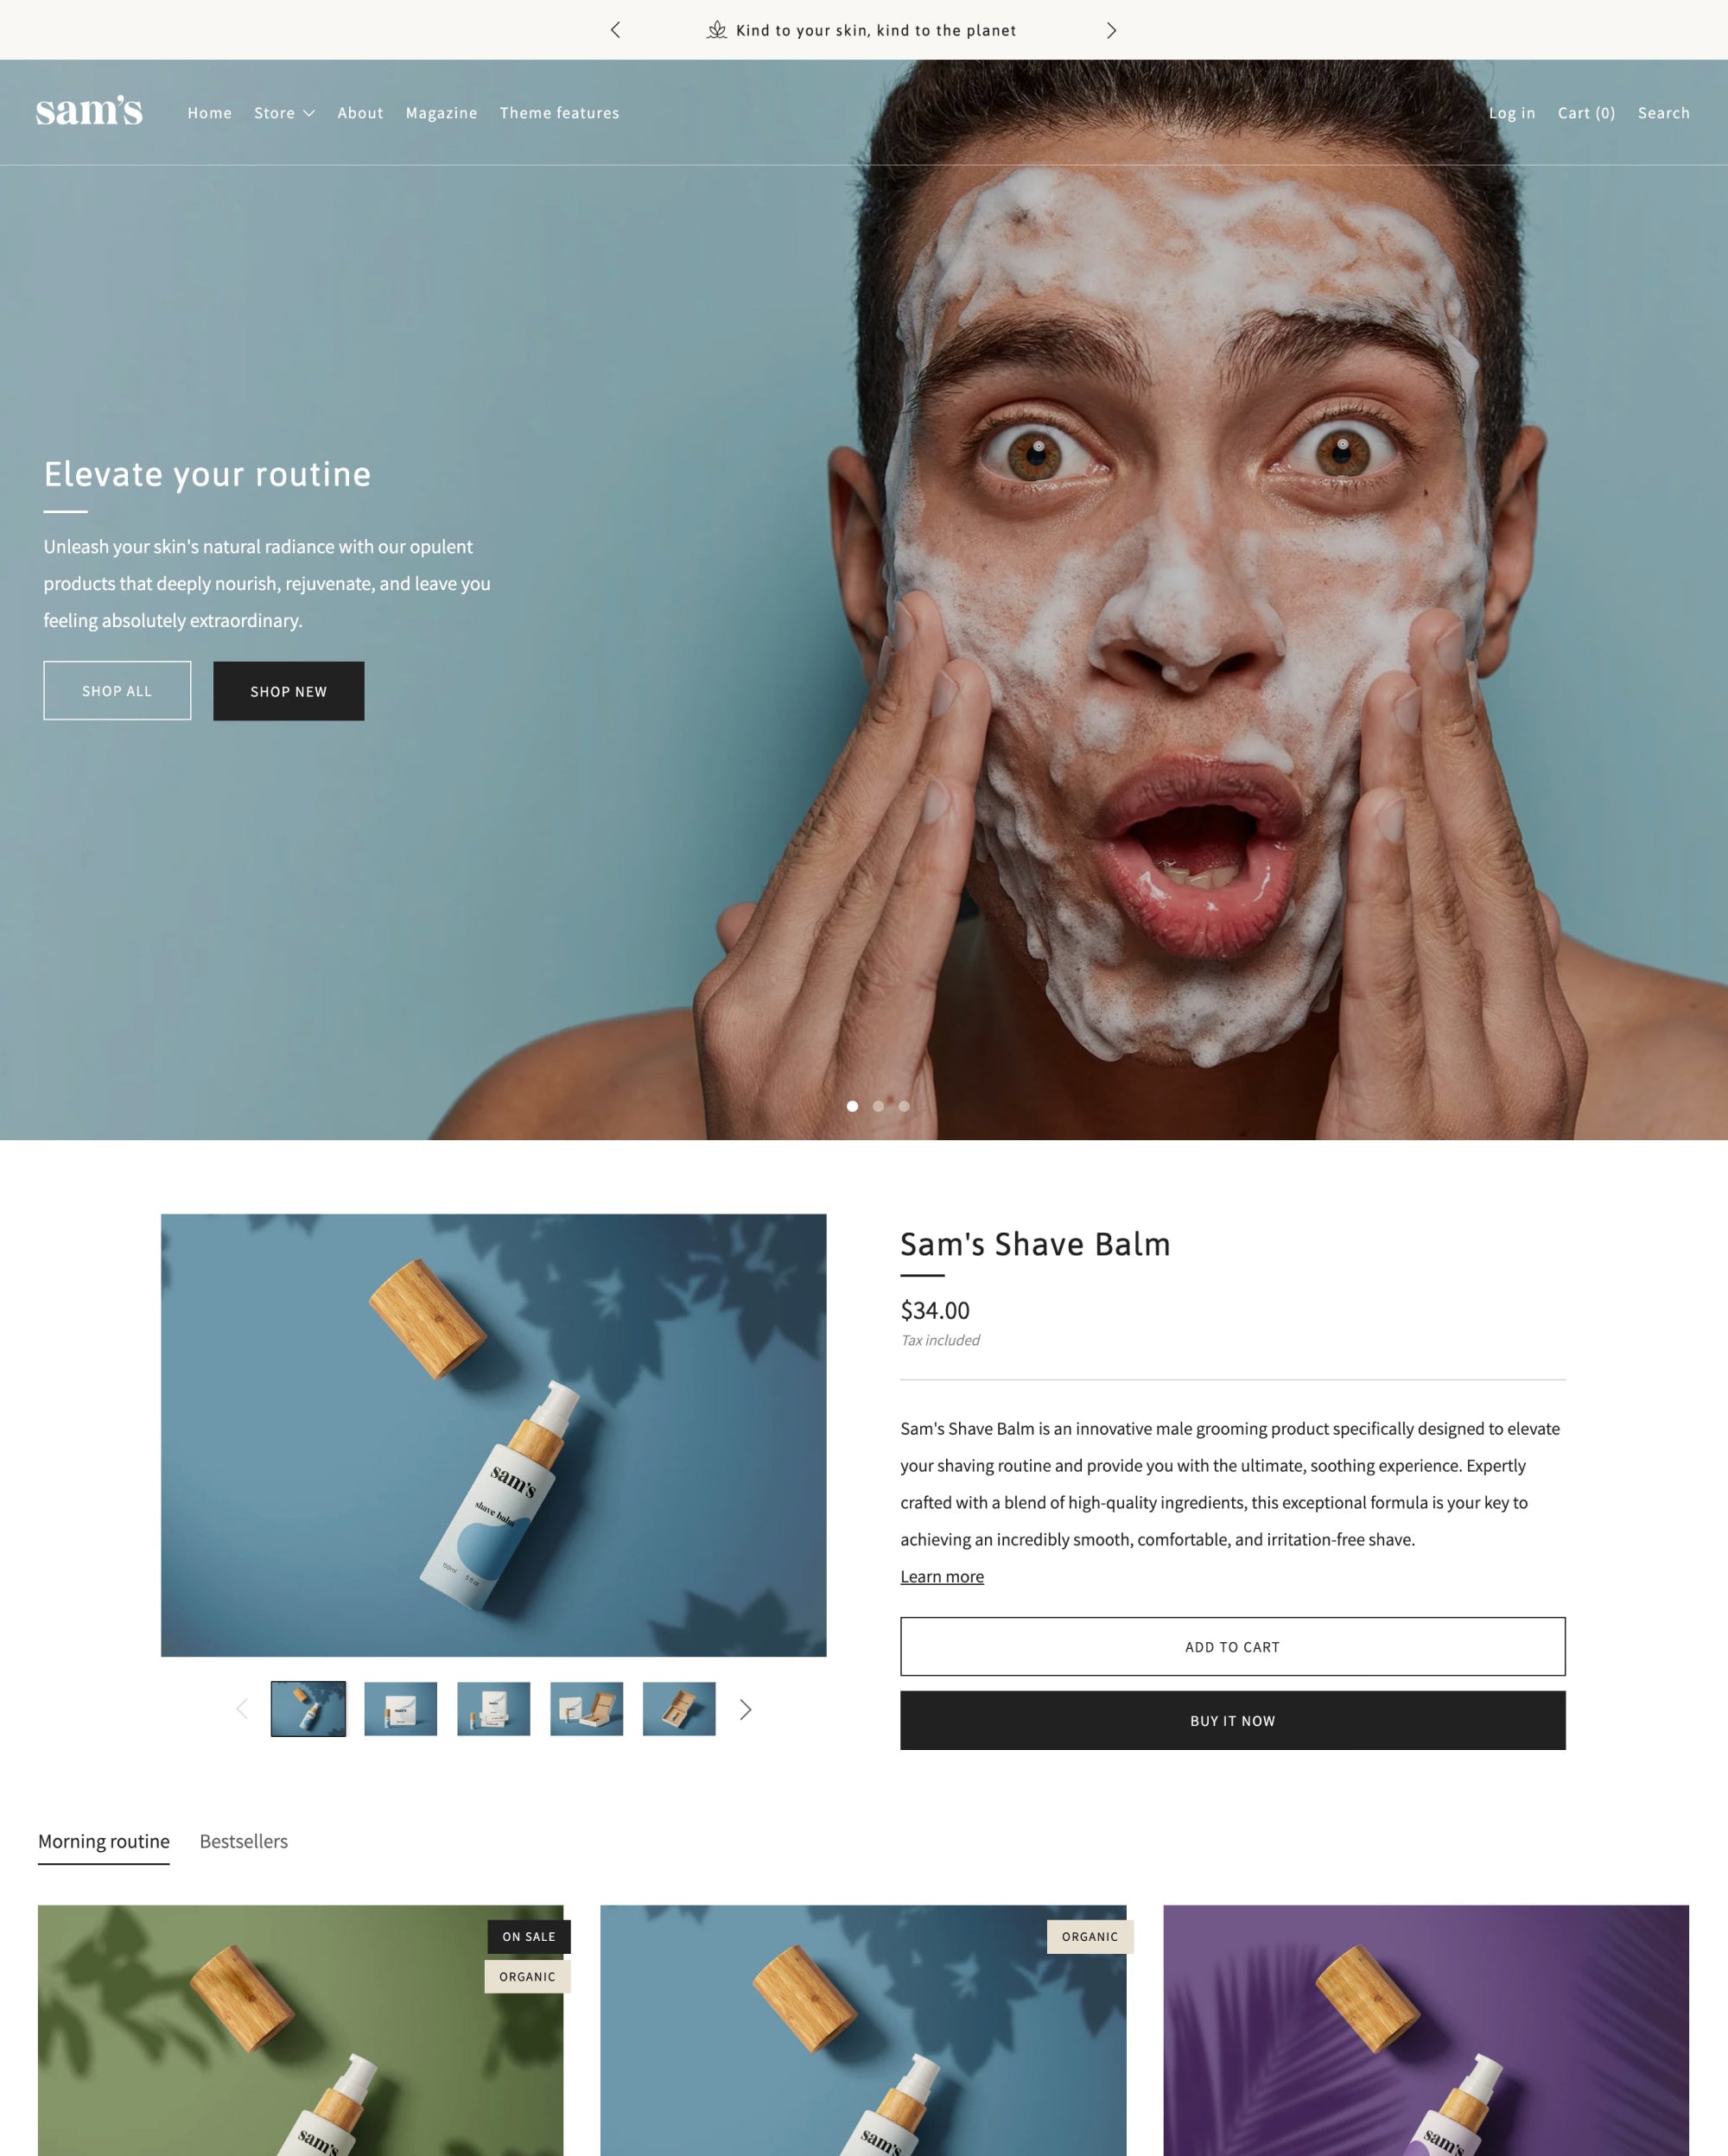 Kind to your skin, kind to the planet
sam's
Home
Store
About
Magazine
Theme features
Log in
Cart (0)
Search
Elevate your routine
Unleash your skin's natural radiance with our opulent
products that deeply nourish, rejuvenate, and leave you
feeling absolutely extraordinary.
SHOP ALL
SHOP NEW
sam's
shave balm
150ml
5 fl oz
Sam's Shave Balm
$34.00
Tax included
Sam's Shave Balm is an innovative male grooming product specifically designed to elevate
your shaving routine and provide you with the ultimate, soothing experience. Expertly
crafted with a blend of high-quality ingredients, this exceptional formula is your key to
achieving an incredibly smooth, comfortable, and irritation-free shave.
Learn more
ADD TO CART
BUY IT NOW
Morning routine
Bestsellers
ON SALE
ORGANIC
sam's
ORGANIC
sam's
sam's